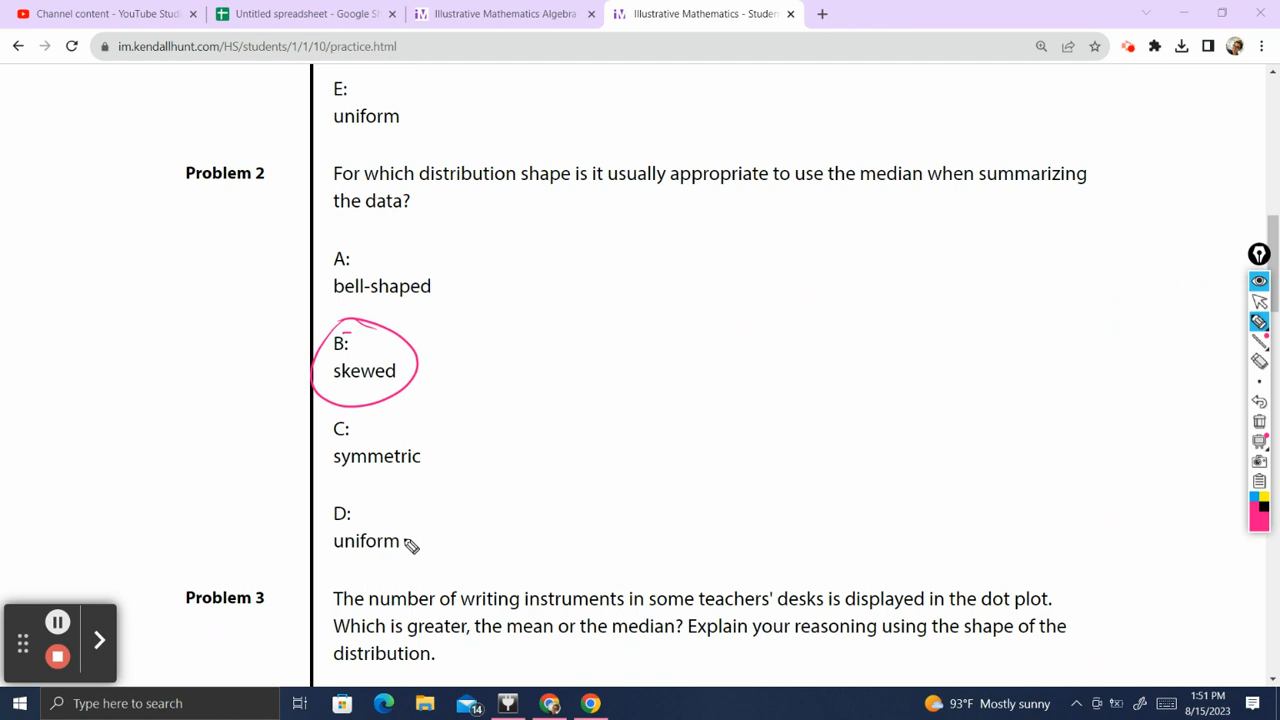 Channel content - YouTube Studi
Untitled spreadsheet - Google Sh
Illustrative Mathematics Algebra
Illustrative Mathematics - Studen
im.kendallhunt.com/HS/students/1/1/10/practice.html
E:
uniform
Problem 2
For which distribution shape is it usually appropriate to use the median when summarizing
the data?
A:
bell-shaped
B:
skewed
C:
symmetric
D:
uniform
Problem 3
The number of writing instruments in some teachers' desks is displayed in the dot plot.
Which is greater, the mean or the median? Explain your reasoning using the shape of the
distribution.
Type here to search
14
93°F Mostly sunny
1:51 PM
8/15/2023